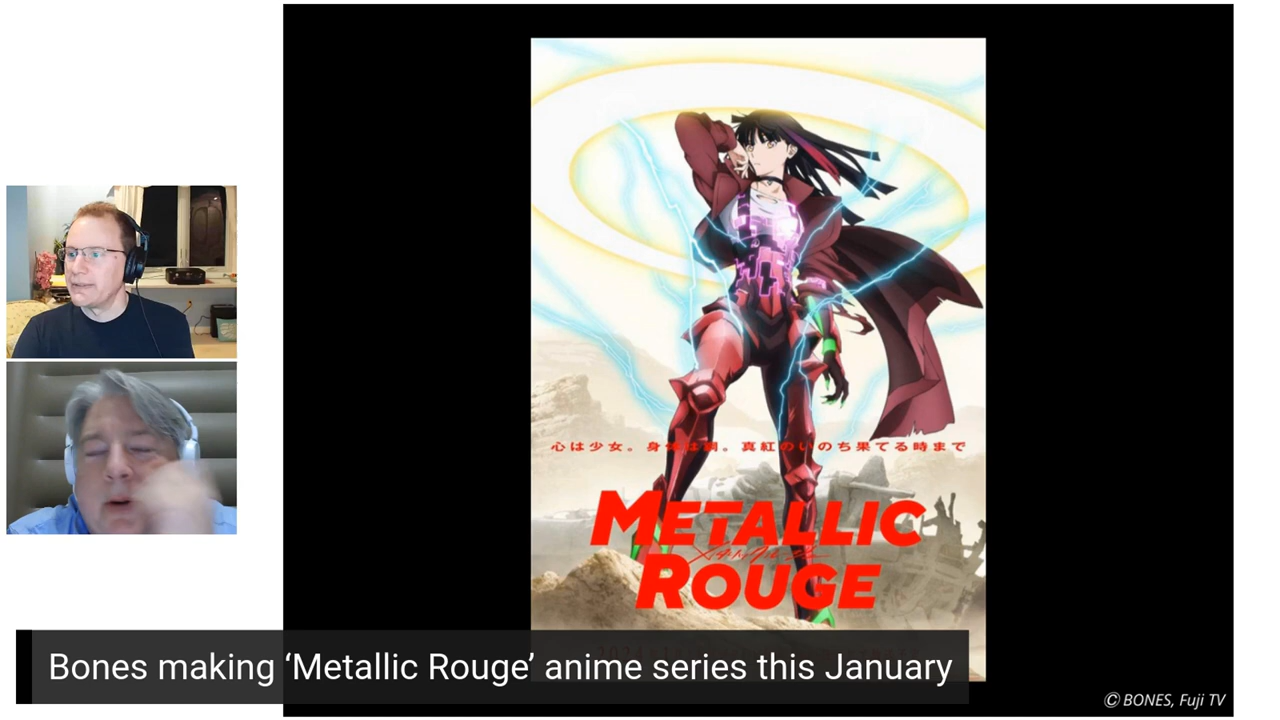 心は少女。身体は鋼。真紅のいのち果てる時まで
METALLIC
ROUGE
Bones making ‘Metallic Rouge’ anime series this January
© BONES, Fuji TV